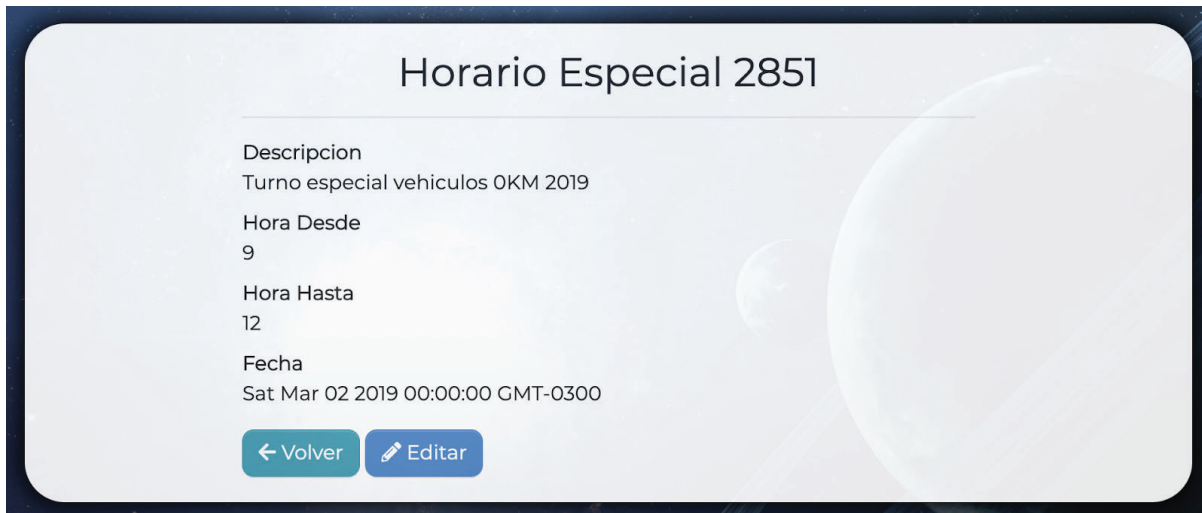 Horario Especial 2851
Descripcion
Turno especial vehiculos 0KM 2019
Hora Desde
9
Hora Hasta
12
Fecha
Sat Mar 02 2019 00:00:00 GMT-0300
Volver Editar